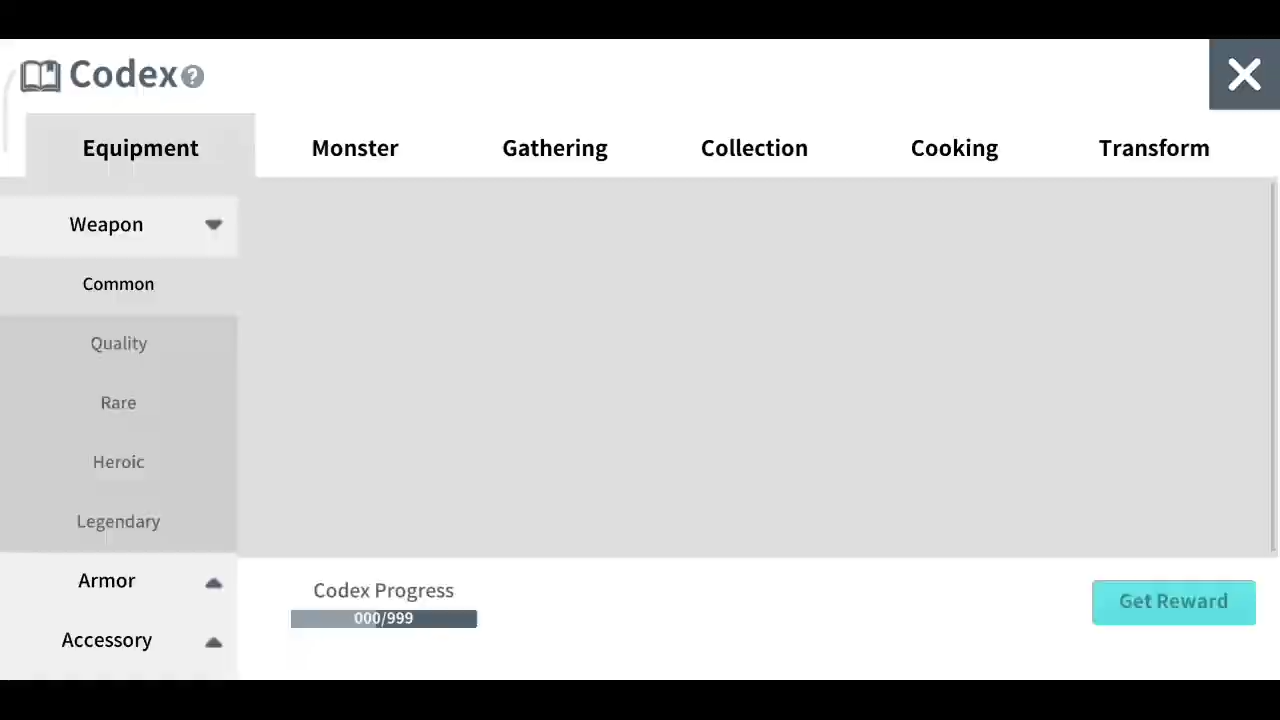 Codex?
Equipment
Monster
Gathering
Collection
Cooking
Transform
Weapon
Common
Quality
Rare
Heroic
Legendary
Armor
Accessory
Codex Progress
000/999
Get Reward